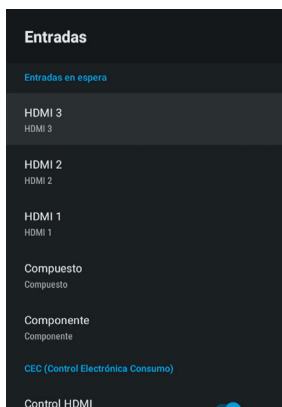 Entradas
Entradas en espera
HDMI 3
HDMI 3
HDMI 2
HDMI 2
HDMI 1
HDMI 1
Compuesto
Compuesto
Componente
Componente
CEC (Control Electrónica Consumo)
Control HDMI